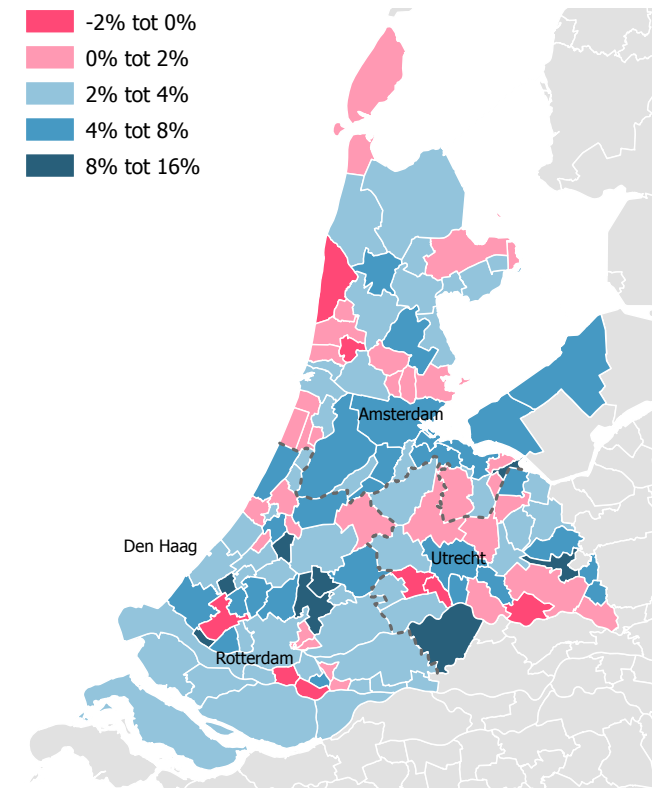 -2% tot 0%
0% tot 2%
2% tot 4%
4% tot 8%
8% tot 16%
Amsterdam
Den Haag
Utrecht
Rotterdam